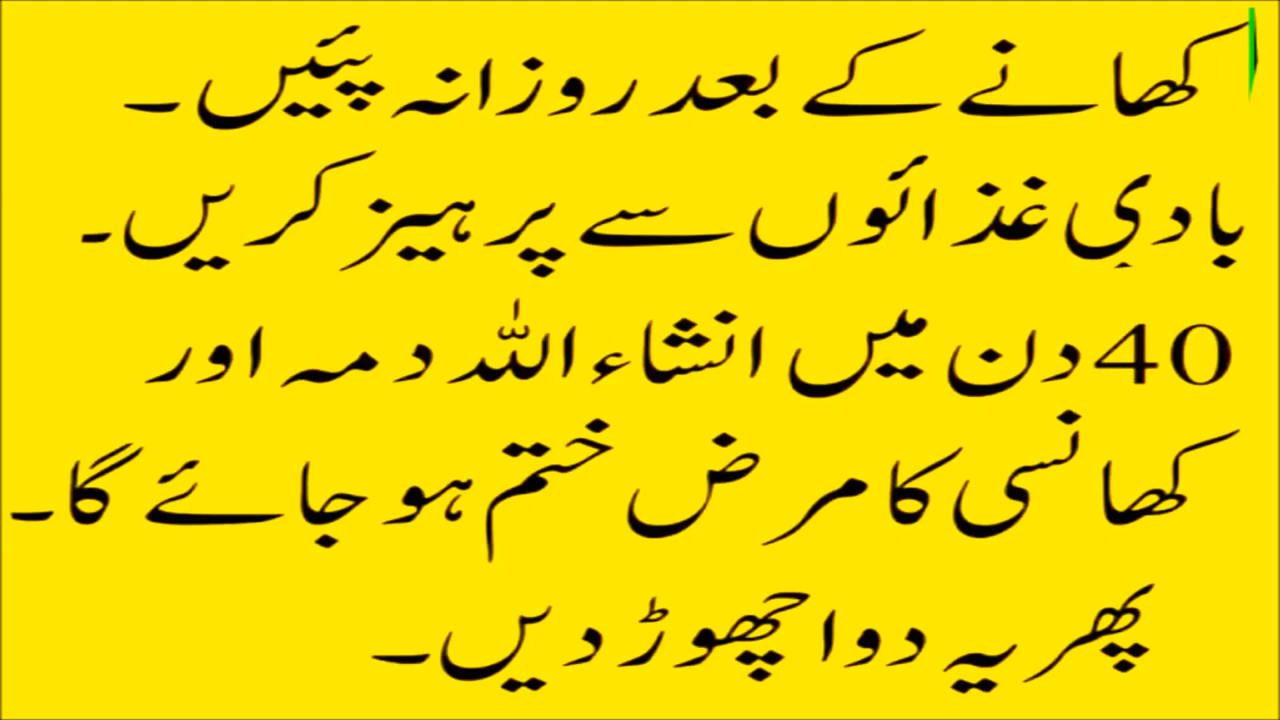 کھانے کے بعد روزانہ پئیں۔
بادی غذائوں سے پرہیز کریں۔
40 دن میں انشاء اللہ دمہ اور
کھانسی کا مرض ختم ہو جائے گا۔
پھر یہ دوا چھوڑ دیں۔